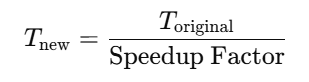 T_new = T_original / Speedup Factor